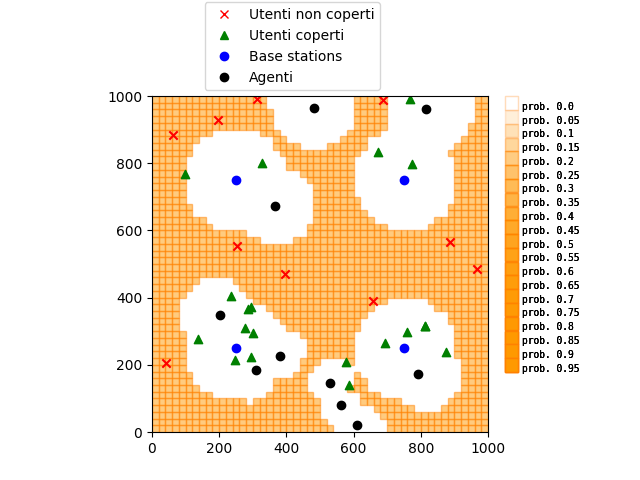 Utenti non coperti
Utenti coperti
Base stations
Agenti
1000
800
600
400
200
0
0 200 400 600 800 1000
prob. 0.0
prob. 0.05
prob. 0.1
prob. 0.15
prob. 0.2
prob. 0.25
prob. 0.3
prob. 0.35
prob. 0.4
prob. 0.45
prob. 0.5
prob. 0.55
prob. 0.6
prob. 0.65
prob. 0.7
prob. 0.75
prob. 0.8
prob. 0.85
prob. 0.9
prob. 0.95